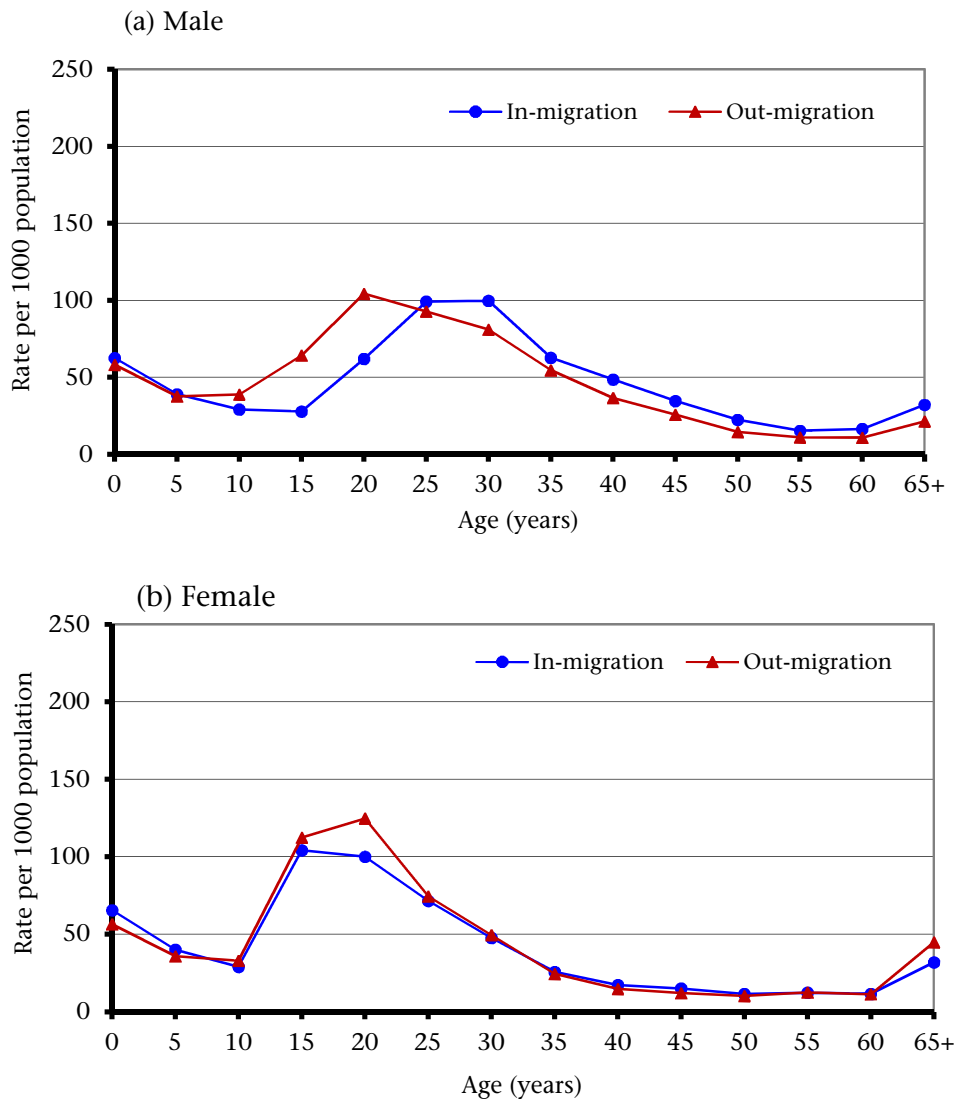 (a) Male
250
200
150
100
50
0
Rate per 1000 population
In-migration
Out-migration
0 5 10 15 20 25 30 35 40 45 50 55 60 65+
Age (years)
(b) Female
250
200
150
100
50
0
Rate per 1000 population
In-migration
Out-migration
0 5 10 15 20 25 30 35 40 45 50 55 60 65+
Age (years)